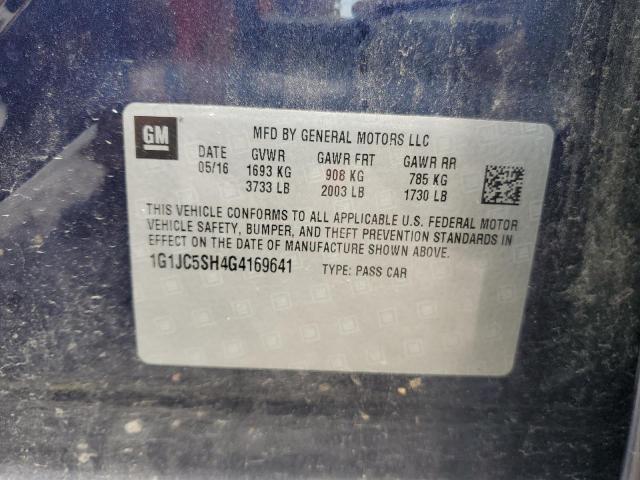 GM
MFD BY GENERAL MOTORS LLC
DATE GVWR GAWR FRT GAWR RR
05/16 1693 KG 908 KG 785 KG
3733 LB 2003 LB 1730 LB
THIS VEHICLE CONFORMS TO ALL APPLICABLE U.S. FEDERAL MOTOR
VEHICLE SAFETY, BUMPER, AND THEFT PREVENTION STANDARDS IN
EFFECT ON THE DATE OF MANUFACTURE SHOWN ABOVE.
1G1JC5SH4G4169641 TYPE: PASS CAR